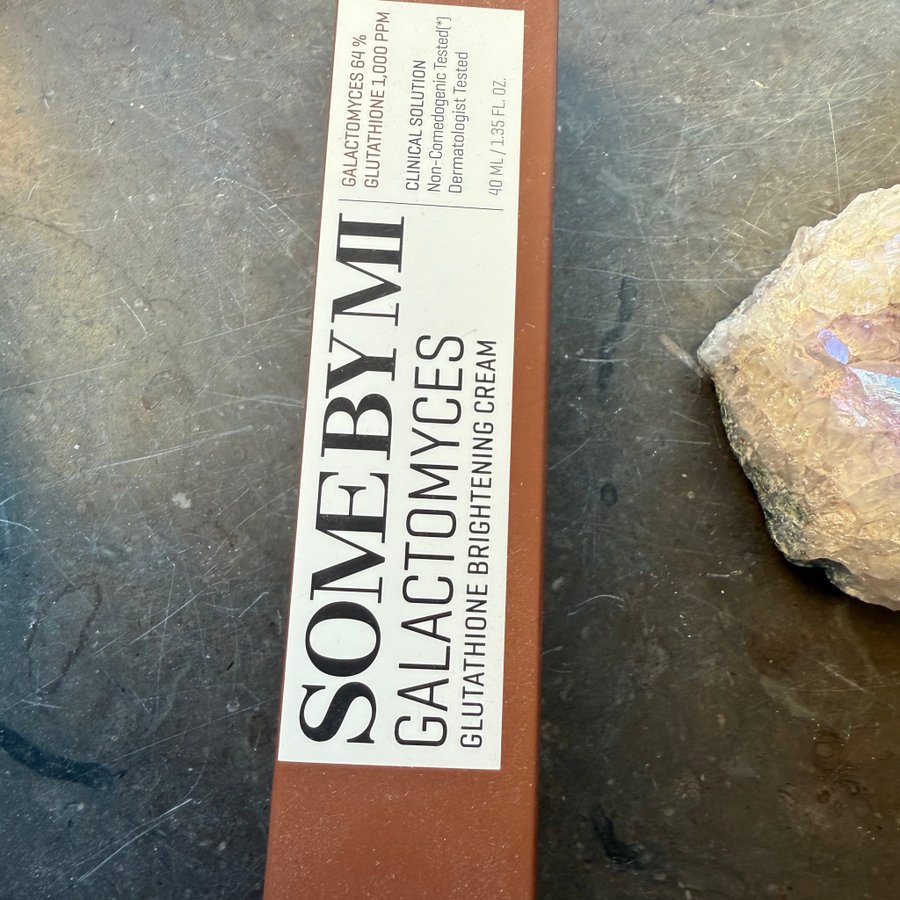 SOMEBYMI
GALACTOMYCES
GLUTATHIONE BRIGHTENING CREAM
GALACTOMYCES 64 %
GLUTATHIONE 1,000 PPM
CLINICAL SOLUTION
Non-Comedogenic Tested(*)
Dermatologist Tested
40 ML / 1.35 FL. OZ.